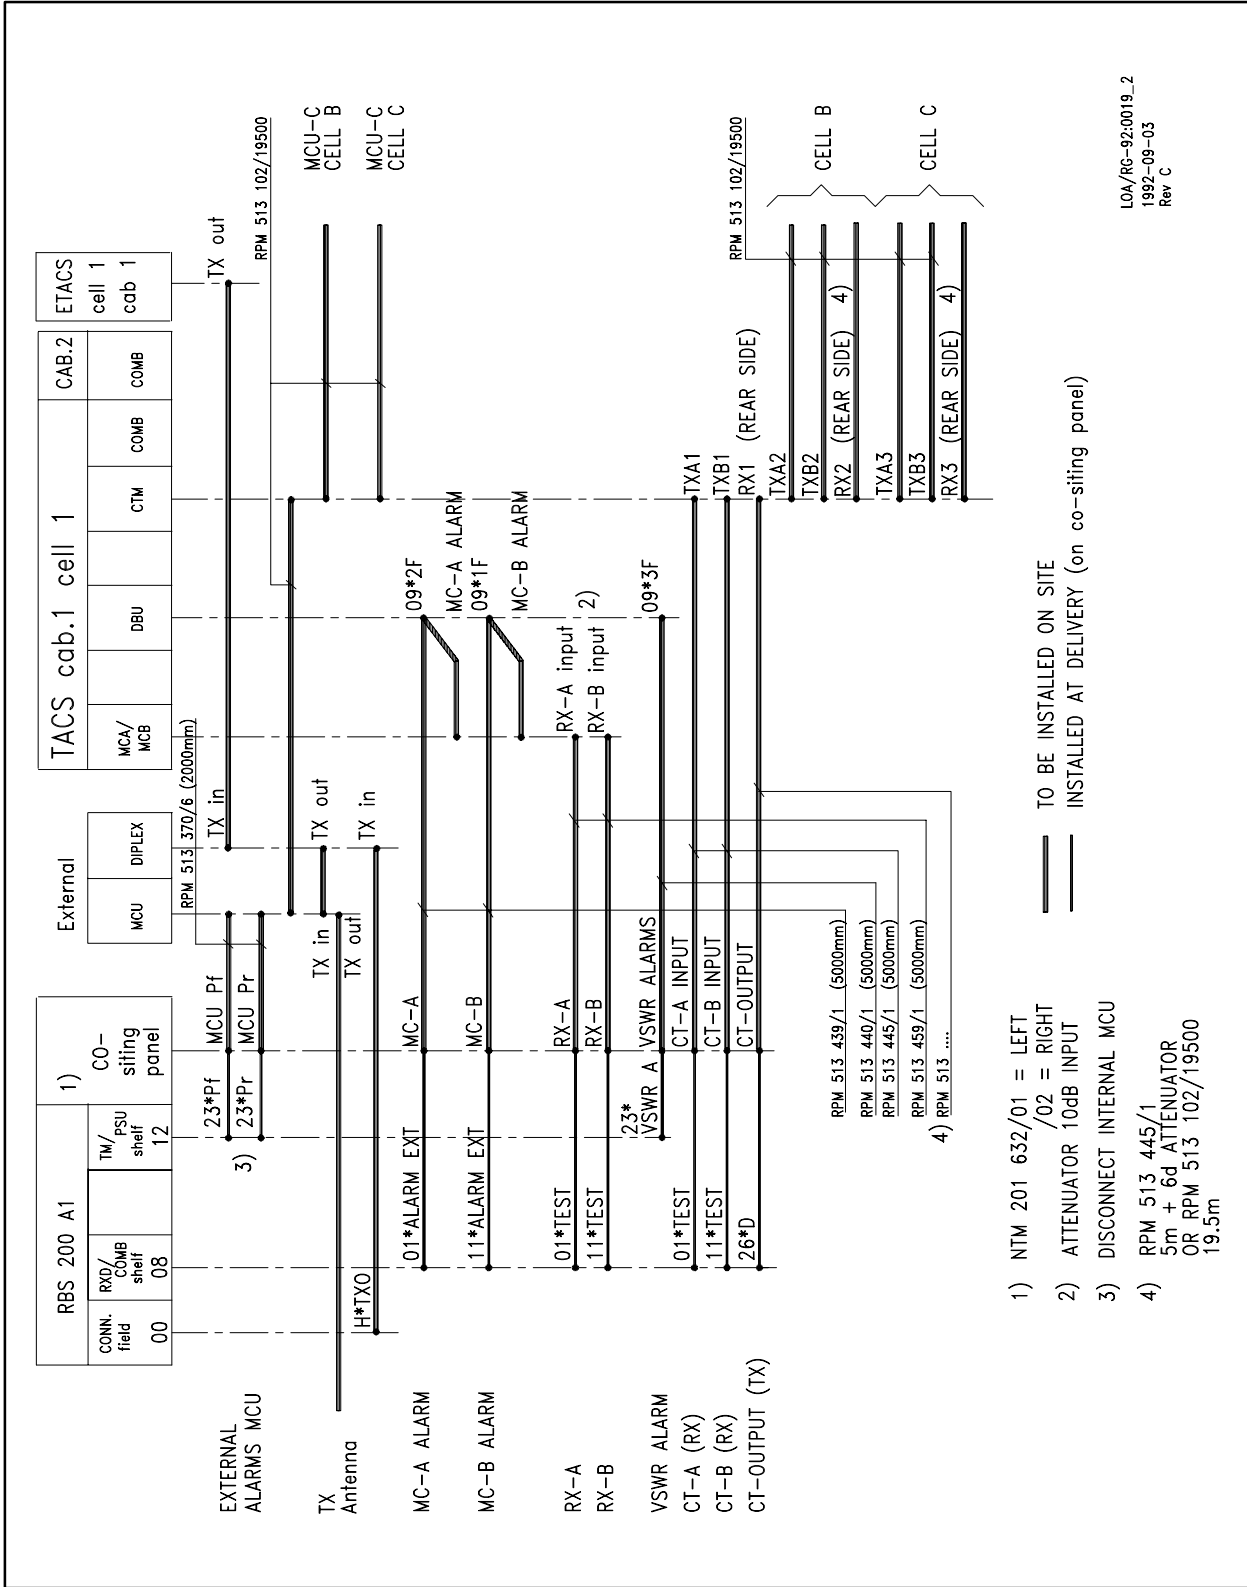 RBS 200 A1
1)
CONN.
field
00
RXD/
COMB
shelf
08
TM/
PSU
shelf
12
CO-
siting
panel
External
MCU
DIPLEX
TACS cab.1 cell 1
MCA/
MCB
DBU
CTM
COMB
CAB.2
COMB
ETACS
cell 1
cab 1
EXTERNAL
ALARMS MCU
3)
23*Pf
23*Pr
MCU Pf
MCU Pr
RPM 513 370/6 (2000mm)
TX in
TX out
RPM 513 102/19500
MCU-C
CELL B
MCU-C
CELL C
TX
Antenna
H*TXO
TX in
TX out
TX out
TX in
MC-A ALARM
01*ALARM EXT
MC-A
09*2F
MC-A ALARM
MC-B ALARM
11*ALARM EXT
MC-B
09*1F
MC-B ALARM
RX-A
01*TEST
RX-A
RX-A input
RX-B
11*TEST
RX-B
RX-B input
2)
VSWR ALARM
23*
VSWR A
VSWR ALARMS
09*3F
CT-A (RX)
01*TEST
CT-A INPUT
TXA1
CT-B (RX)
11*TEST
CT-B INPUT
TXB1
CT-OUTPUT (TX)
26*D
CT-OUTPUT
RX1 (REAR SIDE)
RPM 513 102/19500
TXA2
TXB2
RX2 (REAR SIDE) 4)
CELL B
TXA3
TXB3
RX3 (REAR SIDE) 4)
CELL C
RPM 513 439/1 (5000mm)
RPM 513 440/1 (5000mm)
RPM 513 445/1 (5000mm)
RPM 513 459/1 (5000mm)
4) RPM 513 ....
1) NTM 201 632/01 = LEFT
/02 = RIGHT
2) ATTENUATOR 10dB INPUT
3) DISCONNECT INTERNAL MCU
4) RPM 513 445/1
5m + 6d ATTENUATOR
OR RPM 513 102/19500
19.5m
TO BE INSTALLED ON SITE
INSTALLED AT DELIVERY (on co-siting panel)
LOA/RG-92:0019_2
1992-09-03
Rev C